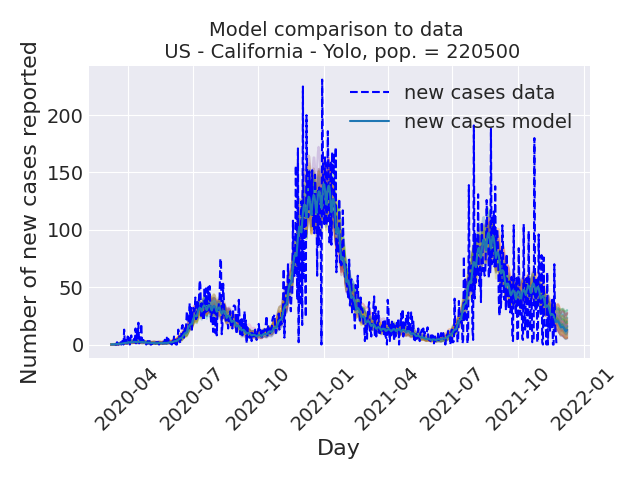 Model comparison to data
US - California - Yolo, pop. = 220500
Number of new cases reported
200
150
100
50
0
new cases data
new cases model
2020-04
2020-07
2020-10
2021-01
2021-04
2021-07
2021-10
2022-01
Day